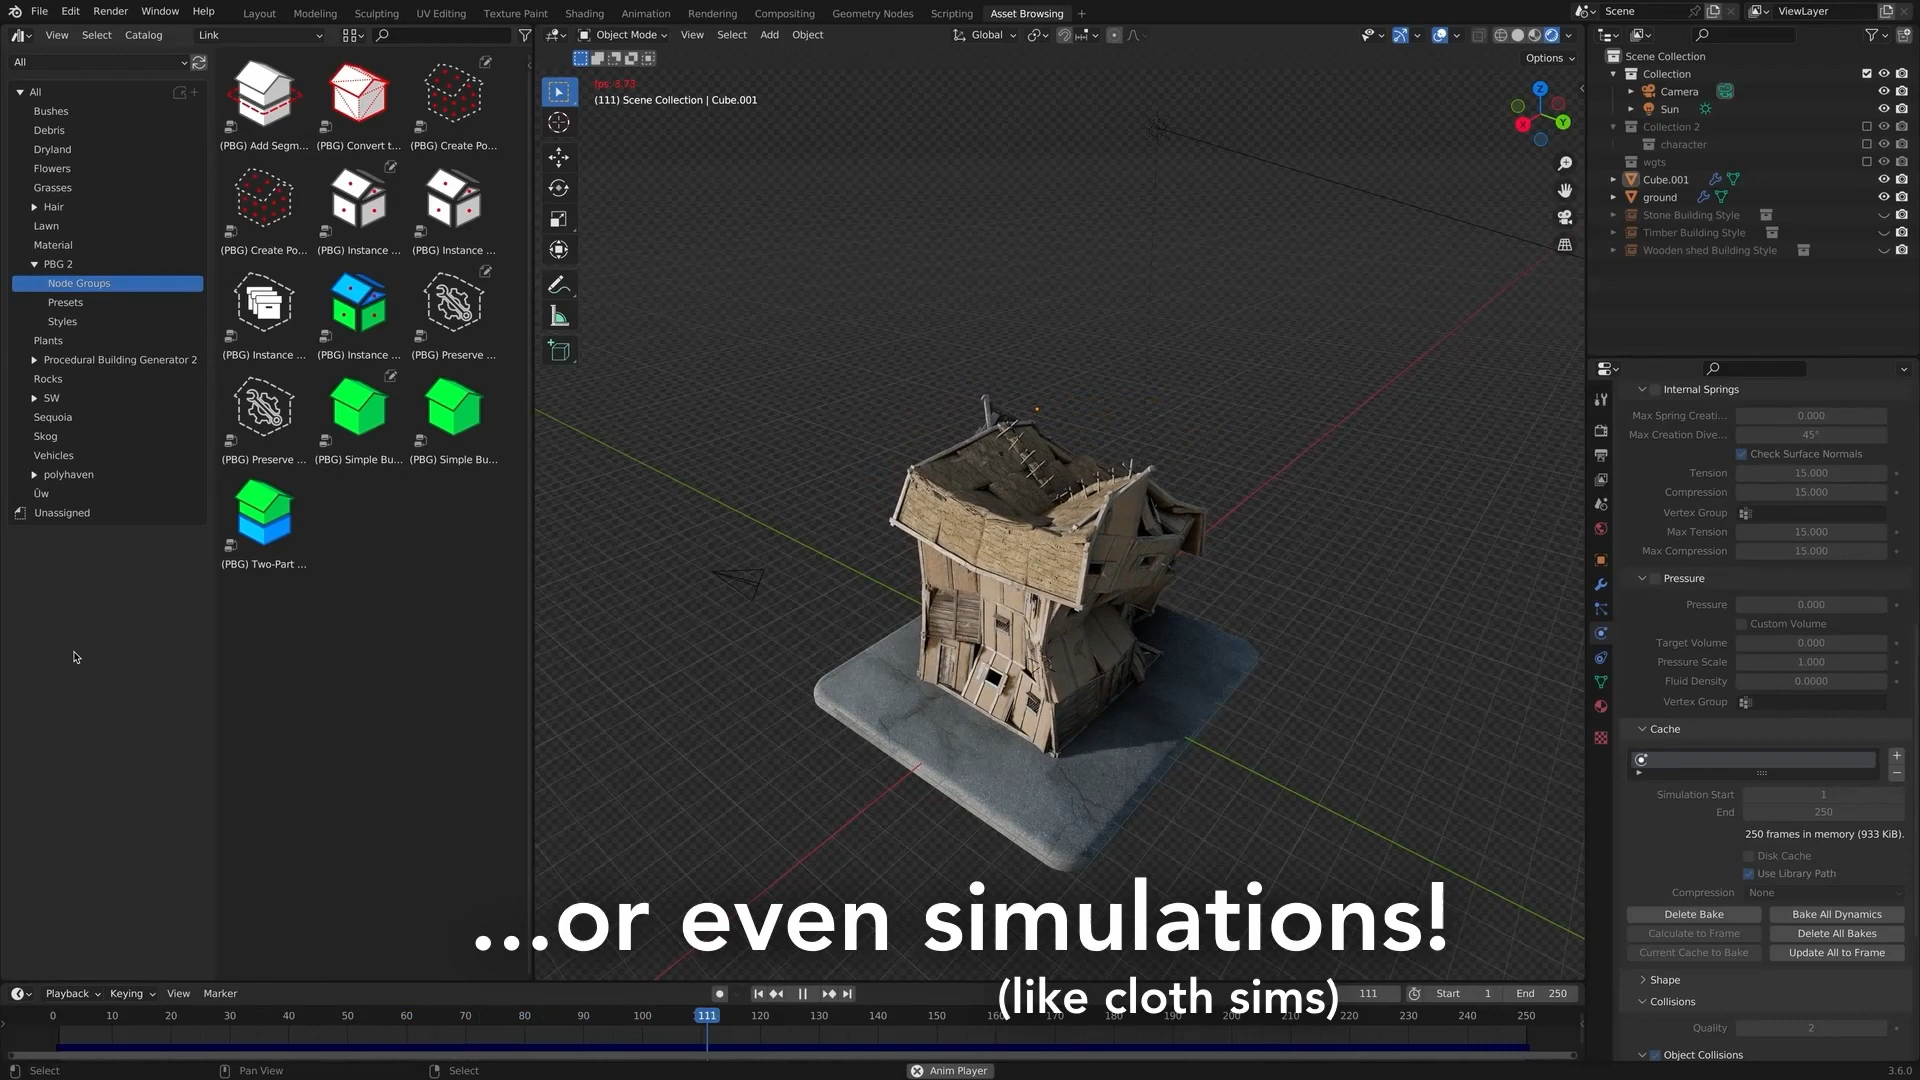 File Edit Render Window Help Layout Modeling Sculpting UV Editing Texture Paint Shading Animation Rendering Compositing Geometry Nodes Scripting Asset Browsing + Scene ViewLayer
View Select Catalog Link
Object Mode View Select Add Object Global
Options
All
All
Bushes
Debris
Dryland
Flowers
Grasses
Hair
Lawn
Material
PBG 2
Node Groups
Presets
Styles
Plants
Procedural Building Generator 2
Rocks
SW
Sequoia
Skog
Vehicles
polyhaven
Ûw
Unassigned
(PBG) Add Segm... (PBG) Convert t... (PBG) Create Po...
(PBG) Create Po... (PBG) Instance ... (PBG) Instance ...
(PBG) Instance ... (PBG) Instance ... (PBG) Preserve ...
(PBG) Preserve ... (PBG) Simple Bu... (PBG) Simple Bu...
(PBG) Two-Part ...
fps: 3.73
(111) Scene Collection | Cube.001
Z
X
Y
Scene Collection
Collection
Camera
Sun
Collection 2
character
wgts
Cube.001
ground
Stone Building Style
Timber Building Style
Wooden shed Building Style
Internal Springs
Max Spring Creati... 0.000
Max Creation Dive... 45°
Check Surface Normals
Tension 15.000
Compression 15.000
Vertex Group
Max Tension 15.000
Max Compression 15.000
Pressure
Pressure 0.000
Custom Volume
Target Volume 0.000
Pressure Scale 1.000
Fluid Density 0.0000
Vertex Group
Cache
Simulation Start 1
End 250
250 frames in memory (933 KiB).
Disk Cache
Use Library Path
Compression None
Delete Bake Bake All Dynamics
Calculate to Frame Delete All Bakes
Current Cache to Bake Update All to Frame
Shape
Collisions
Quality 2
Object Collisions
...or even simulations!
(like cloth sims)
Playback Keying View Marker 111 Start 1 End 250
0 10 20 30 40 50 60 70 80 90 100 111 120 130 140 150 160 170 180 190 200 210 220 230 240 250
Select Pan View Select Anim Player 3.6.0